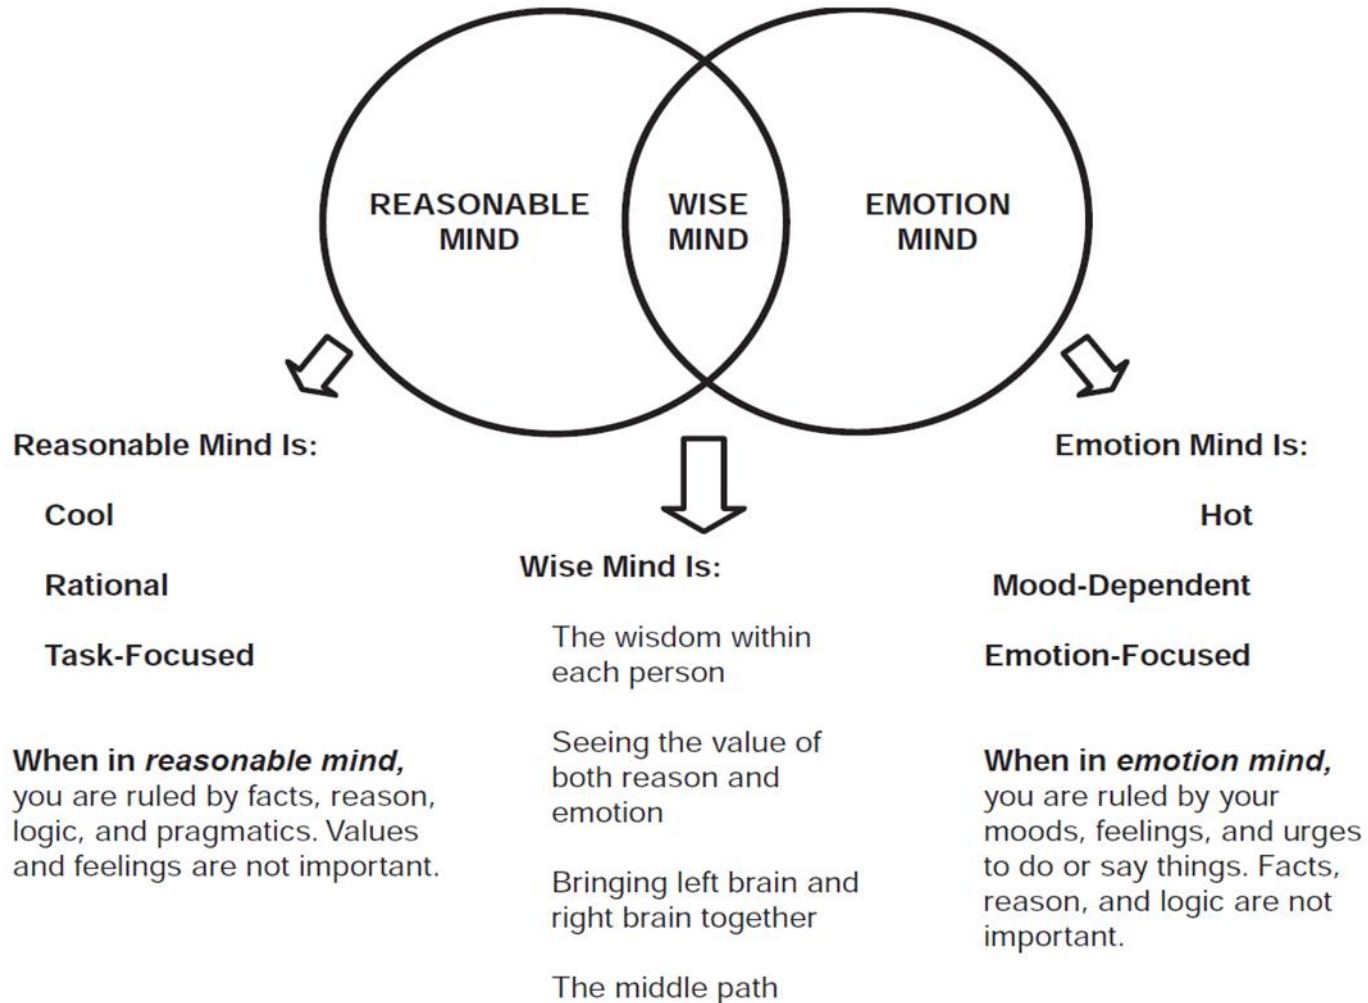 REASONABLE
MIND
WISE
MIND
EMOTION
MIND
Reasonable Mind Is:
Cool
Rational
Task-Focused
When in reasonable mind,
you are ruled by facts, reason,
logic, and pragmatics. Values
and feelings are not important.
Wise Mind Is:
The wisdom within
each person
Seeing the value of
both reason and
emotion
Bringing left brain and
right brain together
The middle path
Emotion Mind Is:
Hot
Mood-Dependent
Emotion-Focused
When in emotion mind,
you are ruled by your
moods, feelings, and urges
to do or say things. Facts,
reason, and logic are not
important.